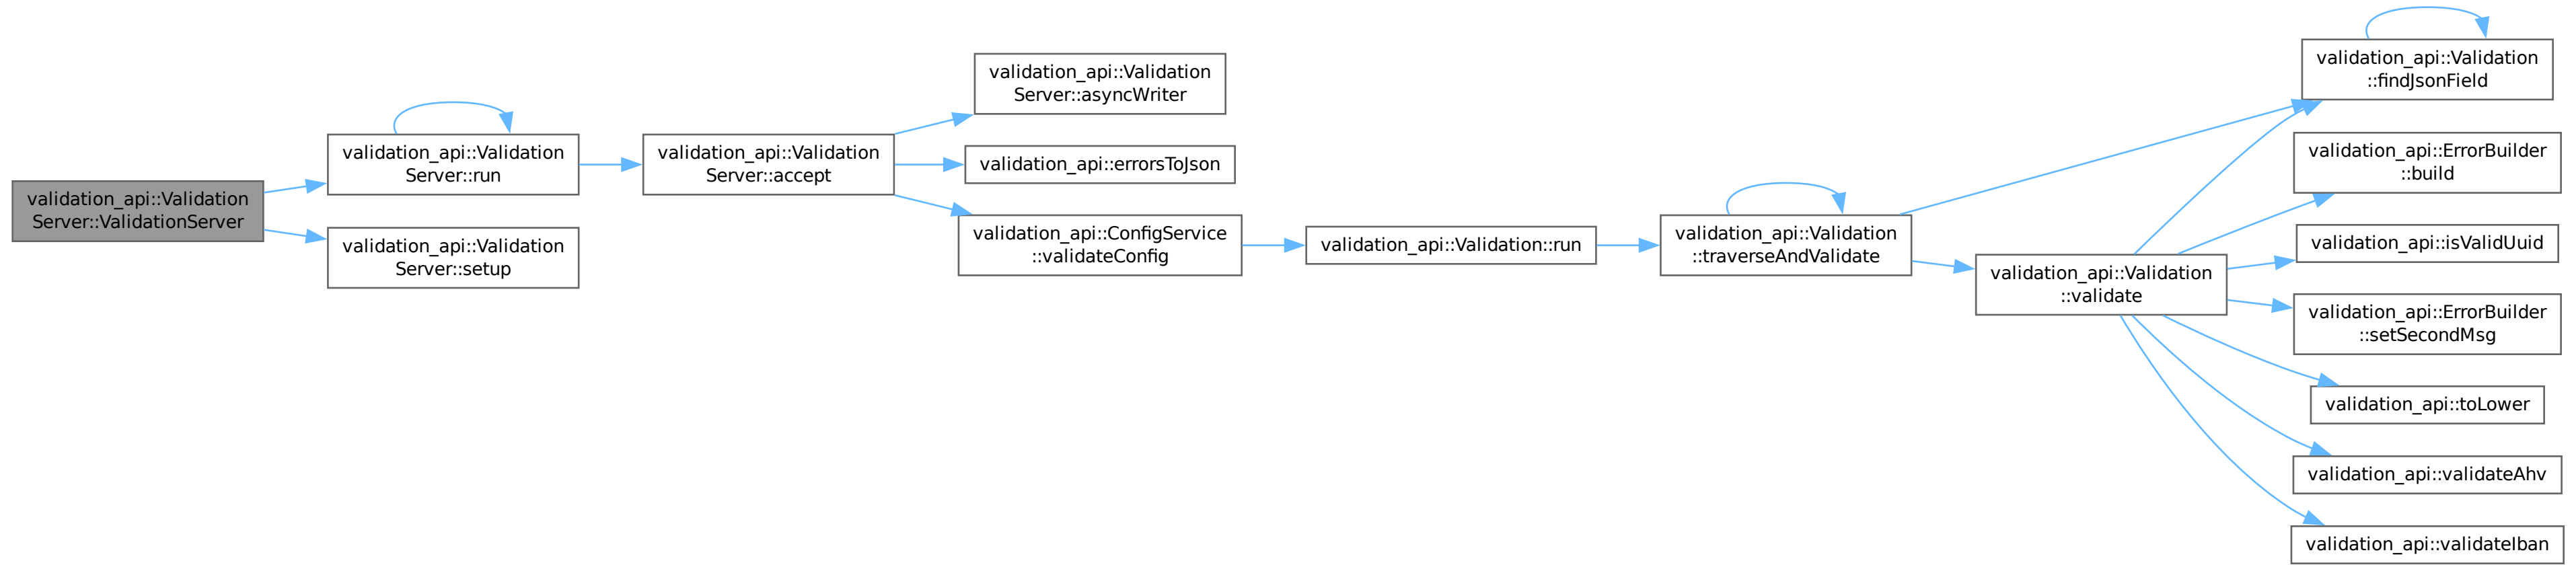 validation_api::Validation
Server::ValidationServer
validation_api::Validation
Server::run
validation_api::Validation
Server::setup
validation_api::Validation
Server::accept
validation_api::Validation
Server::asyncWriter
validation_api::errorsToJson
validation_api::ConfigService
::validateConfig
validation_api::Validation::run
validation_api::Validation
::traverseAndValidate
validation_api::Validation
::validate
validation_api::Validation
::findJsonField
validation_api::ErrorBuilder
::build
validation_api::isValidUuid
validation_api::ErrorBuilder
::setSecondMsg
validation_api::toLower
validation_api::validateAhv
validation_api::validateIban